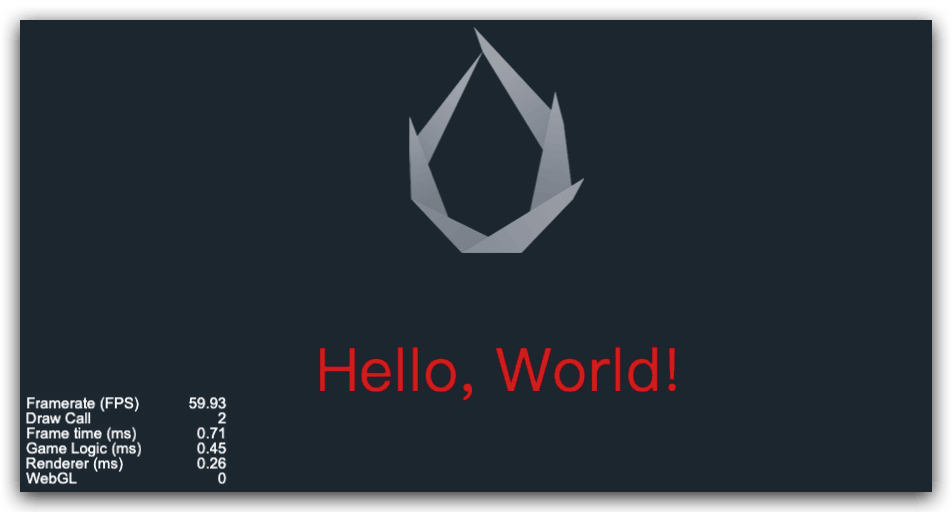 Hello, World!
Framerate (FPS) 59.93
Draw Call 2
Frame time (ms) 0.71
Game Logic (ms) 0.45
Renderer (ms) 0.26
WebGL 0